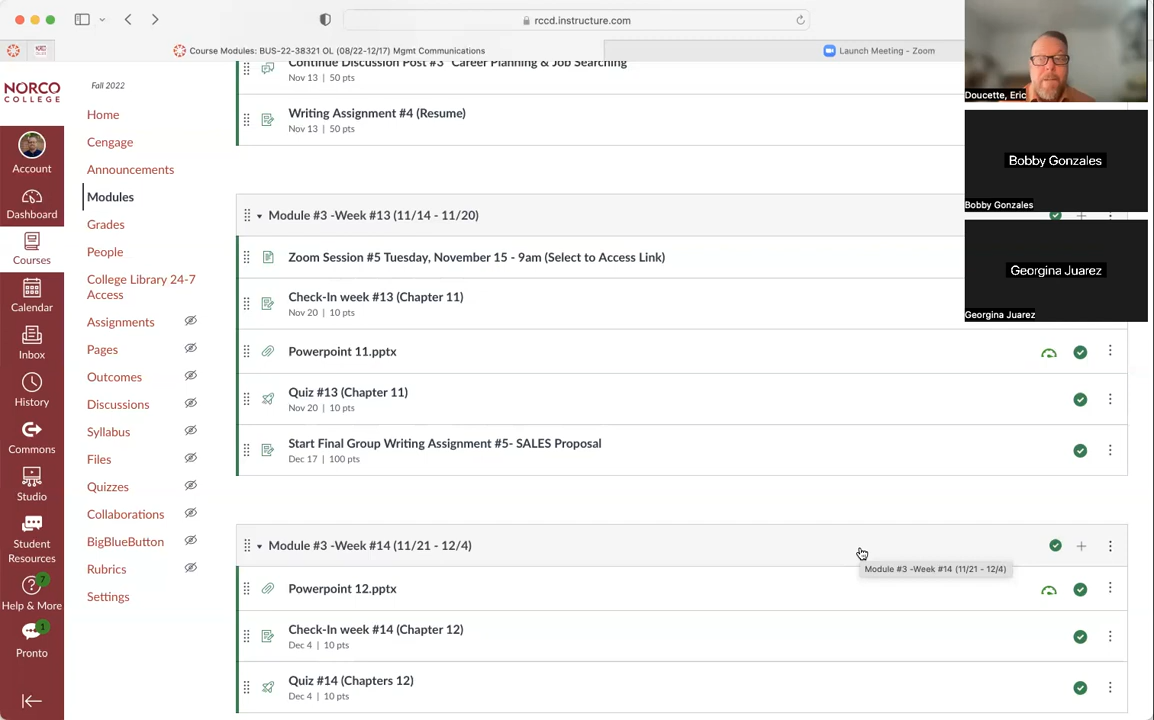 rccd.instructure.com
Course Modules: BUS-22-38321 OL (08/22-12/17) Mgmt Communications
Launch Meeting - Zoom
NORCO
COLLEGE
Account
Dashboard
Courses
Calendar
Inbox
History
Commons
Studio
Student
Resources
7
Help & More
1
Pronto
Fall 2022
Home
Cengage
Announcements
Modules
Grades
People
College Library 24-7
Access
Assignments
Pages
Outcomes
Discussions
Syllabus
Files
Quizzes
Collaborations
BigBlueButton
Rubrics
Settings
Continue Discussion Post #3 "Career Planning & Job Searching
Nov 13 | 50 pts
Writing Assignment #4 (Resume)
Nov 13 | 50 pts
Module #3 -Week #13 (11/14 - 11/20)
Zoom Session #5 Tuesday, November 15 - 9am (Select to Access Link)
Check-In week #13 (Chapter 11)
Nov 20 | 10 pts
Powerpoint 11.pptx
Quiz #13 (Chapter 11)
Nov 20 | 10 pts
Start Final Group Writing Assignment #5- SALES Proposal
Dec 17 | 100 pts
Module #3 -Week #14 (11/21 - 12/4)
Module #3 -Week #14 (11/21 - 12/4)
Powerpoint 12.pptx
Check-In week #14 (Chapter 12)
Dec 4 | 10 pts
Quiz #14 (Chapters 12)
Dec 4 | 10 pts
Doucette, Eric
Bobby Gonzales
Bobby Gonzales
Georgina Juarez
Georgina Juarez